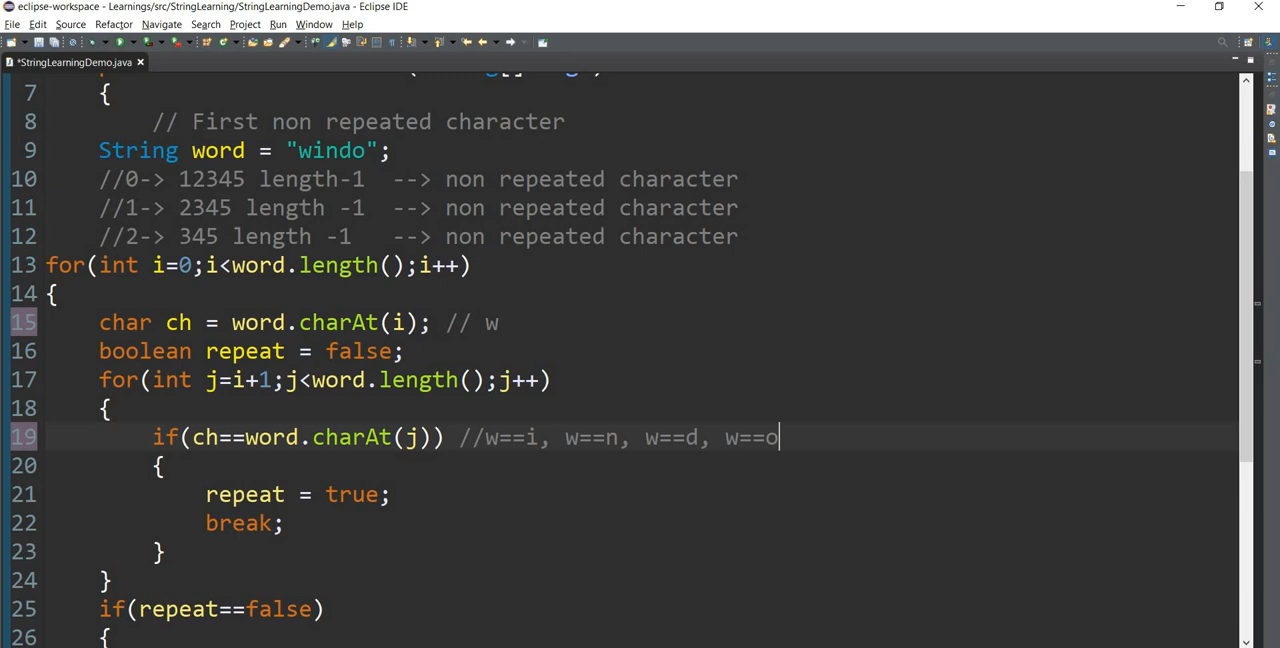 eclipse-workspace - Learnings/src/StringLearning/StringLearningDemo.java - Eclipse IDE
File Edit Source Refactor Navigate Search Project Run Window Help
*StringLearningDemo.java
7 {
8 // First non repeated character
9 String word = "windo";
10 //0-> 12345 length-1 --> non repeated character
11 //1-> 2345 length -1 --> non repeated character
12 //2-> 345 length -1 --> non repeated character
13 for(int i=0;i<word.length();i++)
14 {
15 char ch = word.charAt(i); // w
16 boolean repeat = false;
17 for(int j=i+1;j<word.length();j++)
18 {
19 if(ch==word.charAt(j)) //w==i, w==n, w==d, w==o
20 {
21 repeat = true;
22 break;
23 }
24 }
25 if(repeat==false)
26 {